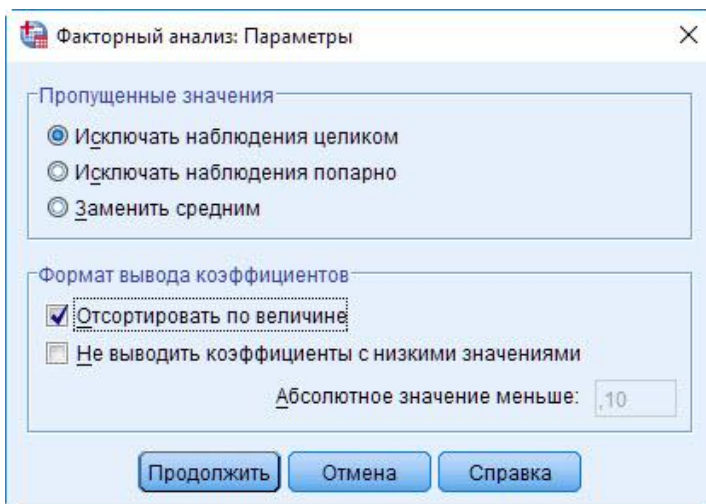 Факторный анализ: Параметры
Пропущенные значения
Исключать наблюдения целиком
Исключать наблюдения попарно
Заменить средним
Формат вывода коэффициентов
Отсортировать по величине
Не выводить коэффициенты с низкими значениями
Абсолютное значение меньше: ,10
Продолжить Отмена Справка